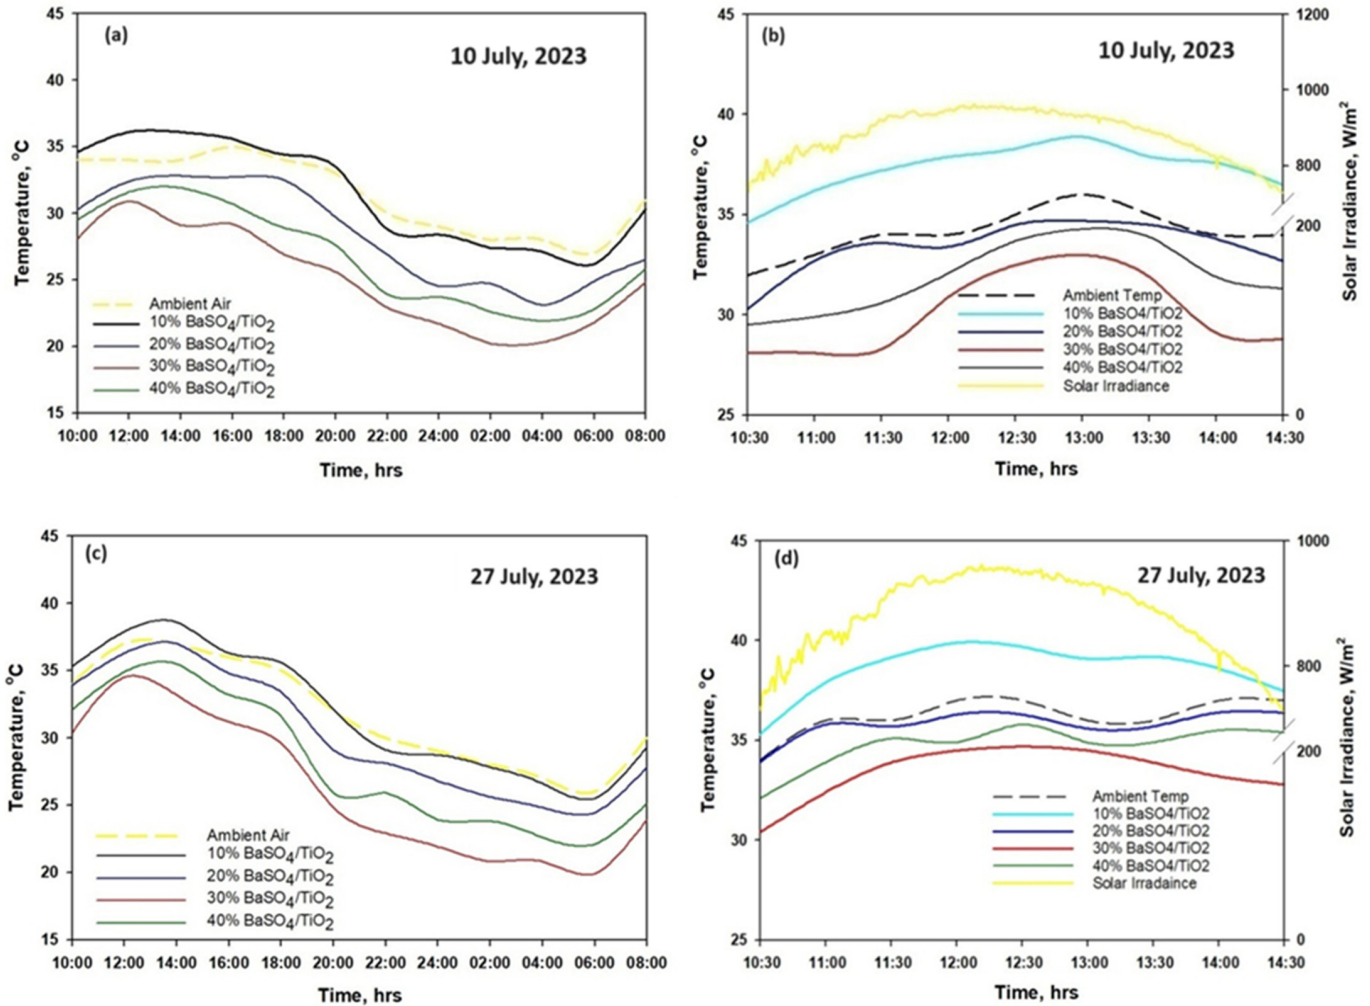 (a)
10 July, 2023
Temperature, °C
45
40
35
30
25
20
15
Ambient Air
10% BaSO4/TiO2
20% BaSO4/TiO2
30% BaSO4/TiO2
40% BaSO4/TiO2
10:00 12:00 14:00 16:00 18:00 20:00 22:00 24:00 02:00 04:00 06:00 08:00
Time, hrs
(b)
10 July, 2023
Temperature, °C
45
40
35
30
25
Ambient Temp
10% BaSO4/TiO2
20% BaSO4/TiO2
30% BaSO4/TiO2
40% BaSO4/TiO2
Solar Irradiance
1200
1000
800
200
0
Solar Irradiance, W/m2
10:30 11:00 11:30 12:00 12:30 13:00 13:30 14:00 14:30
Time, hrs
(c)
27 July, 2023
Temperature, °C
45
40
35
30
25
20
15
Ambient Air
10% BaSO4/TiO2
20% BaSO4/TiO2
30% BaSO4/TiO2
40% BaSO4/TiO2
10:00 12:00 14:00 16:00 18:00 20:00 22:00 24:00 02:00 04:00 06:00 08:00
Time, hrs
(d)
27 July, 2023
Temperature, °C
45
40
35
30
25
Ambient Temp
10% BaSO4/TiO2
20% BaSO4/TiO2
30% BaSO4/TiO2
40% BaSO4/TiO2
Solar Irradaince
1000
800
200
0
Solar Irradiance, W/m2
10:30 11:00 11:30 12:00 12:30 13:00 13:30 14:00 14:30
Time, hrs